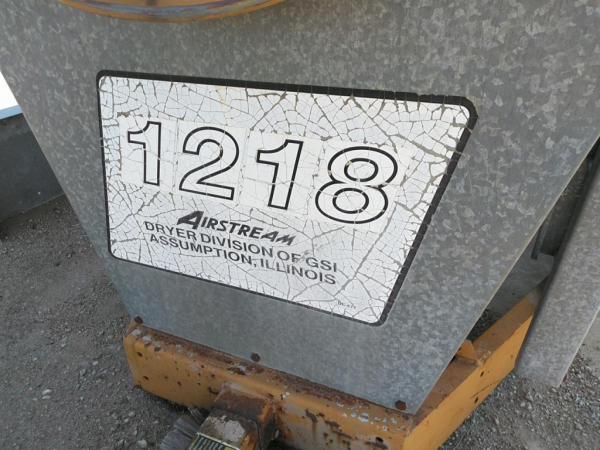 1218
AIRSTREAM
DRYER DIVISION OF GSI
ASSUMPTION, ILLINOIS